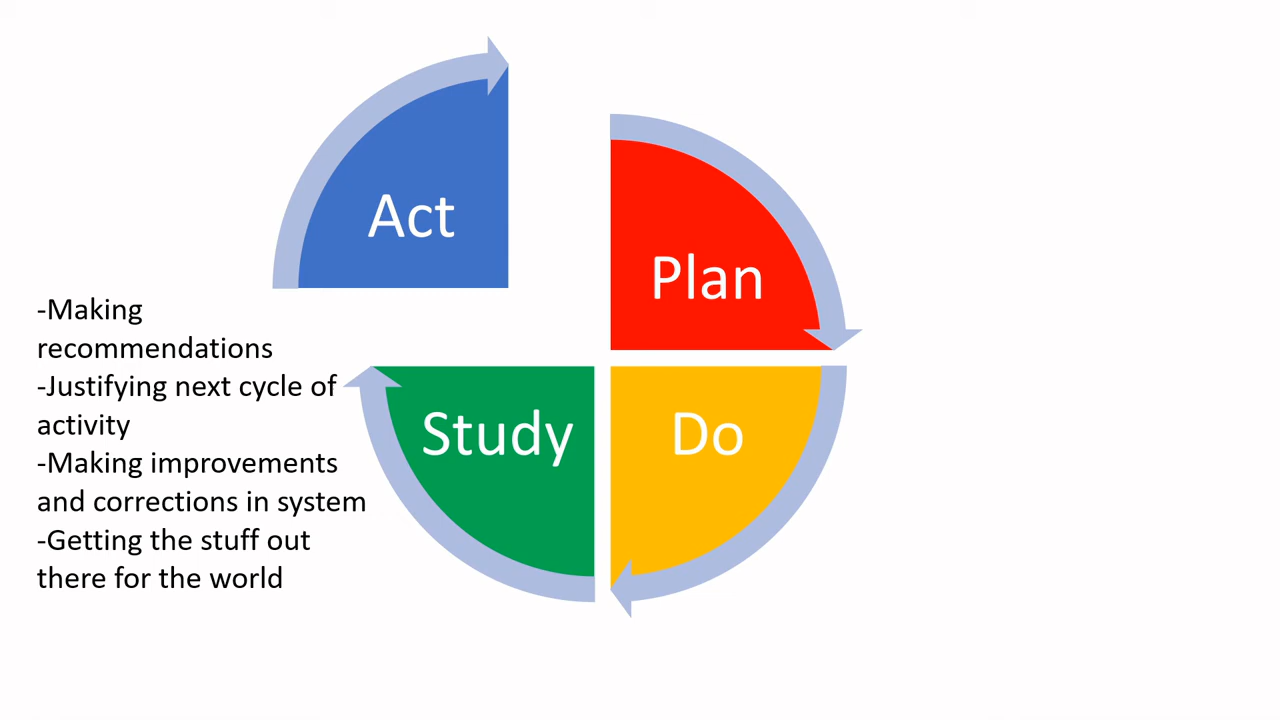 Act
Plan
-Making
recommendations
-Justifying next cycle of
activity
-Making improvements
and corrections in system
-Getting the stuff out
there for the world
Study
Do